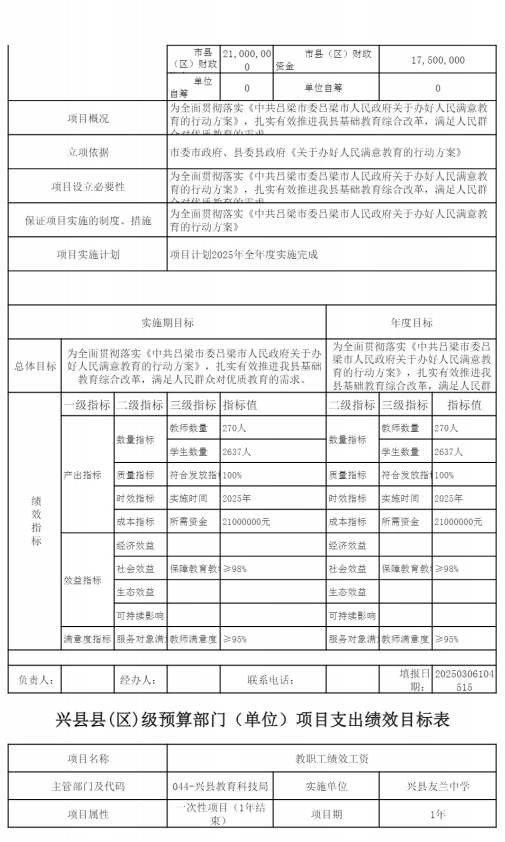 市县 21,000,00 市县（区）财政
（区）财政 0 资金 17,500,000
单位
自筹 0 单位自筹 0
项目概况 为全面贯彻落实《中共吕梁市委吕梁市人民政府关于办好人民满意教
育的行动方案》，扎实有效推进我县基础教育综合改革，满足人民群
众对优质教育的需求
立项依据 市委市政府、县委县政府《关于办好人民满意教育的行动方案》
项目设立必要性 为全面贯彻落实《中共吕梁市委吕梁市人民政府关于办好人民满意教
育的行动方案》，扎实有效推进我县基础教育综合改革，满足人民群
众对优质教育的需求
保证项目实施的制度、措施 为全面贯彻落实《中共吕梁市委吕梁市人民政府关于办好人民满意教
育的行动方案》
项目实施计划 项目计划2025年全年度实施完成
实施期目标 年度目标
总体目标 为全面贯彻落实《中共吕梁市委吕梁市人民政府关于办
好人民满意教育的行动方案》，扎实有效推进我县基础
教育综合改革，满足人民群众对优质教育的需求。
为全面贯彻落实《中共吕梁市委吕
梁市人民政府关于办好人民满意教
育的行动方案》，扎实有效推进我
县基础教育综合改革，满足人民群
绩效指标
一级指标 二级指标 三级指标 指标值 二级指标 三级指标 指标值
产出指标 数量指标 教师数量 270人 数量指标 教师数量 270人
学生数量 2637人 学生数量 2637人
质量指标 符合发放指 100% 质量指标 符合发放指 100%
时效指标 实施时间 2025年 时效指标 实施时间 2025年
成本指标 所需资金 21000000元 成本指标 所需资金 21000000元
效益指标 经济效益 经济效益
社会效益 保障教育教 ≥98% 社会效益 保障教育教 ≥98%
生态效益 生态效益
可持续影响 可持续影响
满意度指标 服务对象满 教师满意度 ≥95% 服务对象满 教师满意度 ≥95%
负责人： 经办人： 联系电话： 填报日
期： 20250306104
515
兴县县(区)级预算部门（单位）项目支出绩效目标表
项目名称 教职工绩效工资
主管部门及代码 044-兴县教育科技局 实施单位 兴县友兰中学
项目属性 一次性项目（1年结
束） 项目期 1年